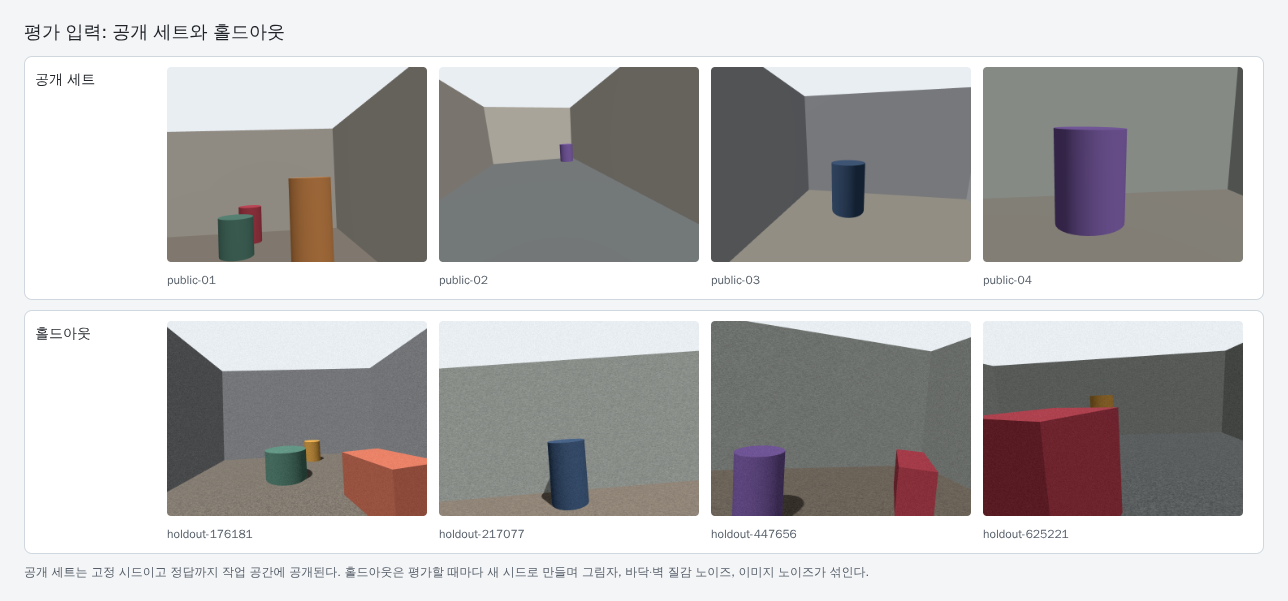 평가 입력: 공개 세트와 홀드아웃
공개 세트
public-01
public-02
public-03
public-04
홀드아웃
holdout-176181
holdout-217077
holdout-447656
holdout-625221
공개 세트는 고정 시드이고 정답까지 작업 공간에 공개된다. 홀드아웃은 평가할 때마다 새 시드로 만들며 그림자, 바닥·벽 질감 노이즈, 이미지 노이즈가 섞인다.